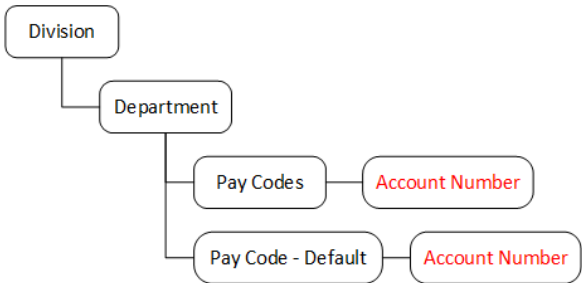 Division
Department
Pay Codes
Account Number
Pay Code - Default
Account Number